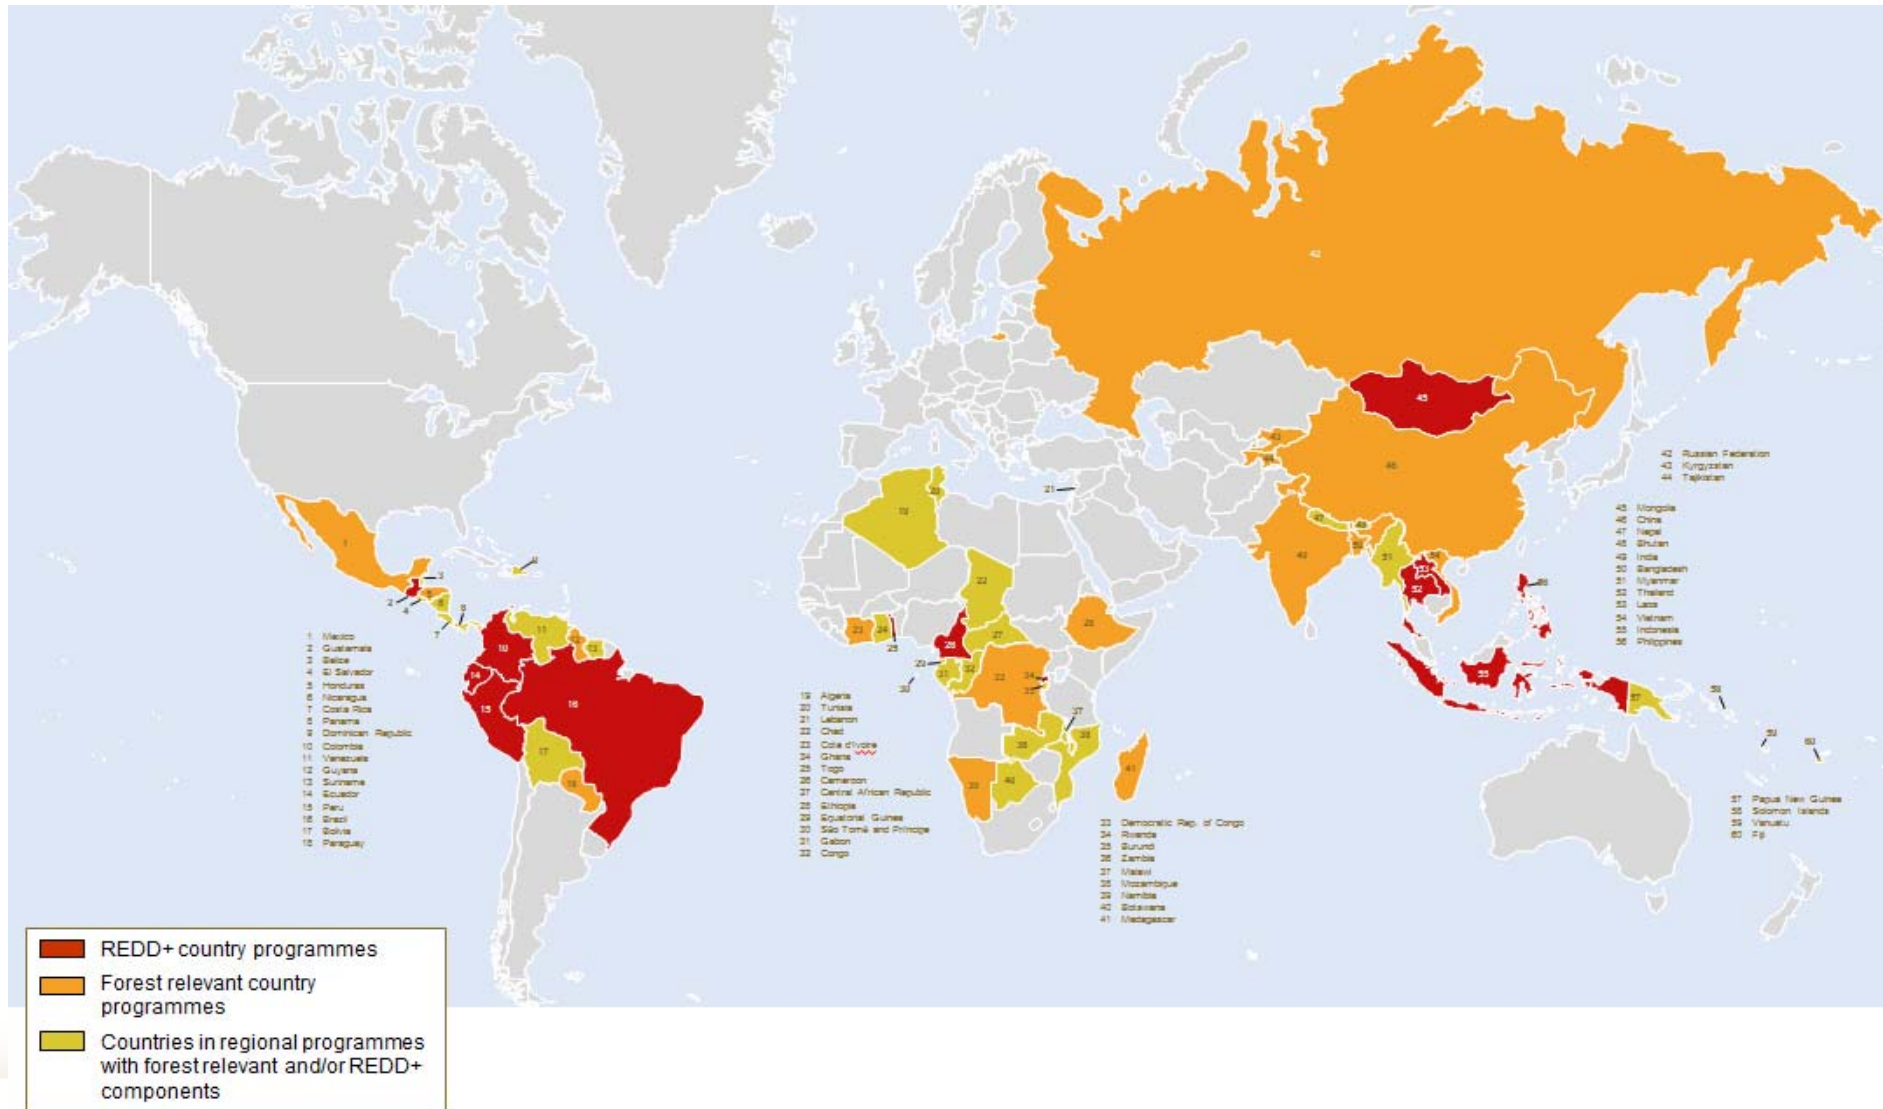 1 Mexico
2 Guatemala
3 Belize
4 El Salvador
5 Honduras
6 Nicaragua
7 Costa Rica
8 Panama
9 Dominican Republic
10 Colombia
11 Venezuela
12 Guyana
13 Suriname
14 Ecuador
15 Peru
16 Brazil
17 Bolivia
18 Paraguay
19 Algeria
20 Tunisia
21 Lebanon
22 Chad
23 Cote d'Ivoire
24 Ghana
25 Togo
26 Cameroon
27 Central African Republic
28 Ethiopia
29 Equatorial Guinea
30 São Tomé and Príncipe
31 Gabon
32 Congo
33 Democratic Rep. of Congo
34 Rwanda
35 Burundi
36 Zambia
37 Malawi
38 Mozambique
39 Namibia
40 Botswana
41 Madagascar
42 Russian Federation
43 Kyrgyzstan
44 Tajikistan
45 Mongolia
46 China
47 Nepal
48 Bhutan
49 India
50 Bangladesh
51 Myanmar
52 Thailand
53 Laos
54 Vietnam
55 Indonesia
56 Philippines
57 Papua New Guinea
58 Solomon Islands
59 Vanuatu
60 Fiji
REDD+ country programmes
Forest relevant country
programmes
Countries in regional programmes
with forest relevant and/or REDD+
components